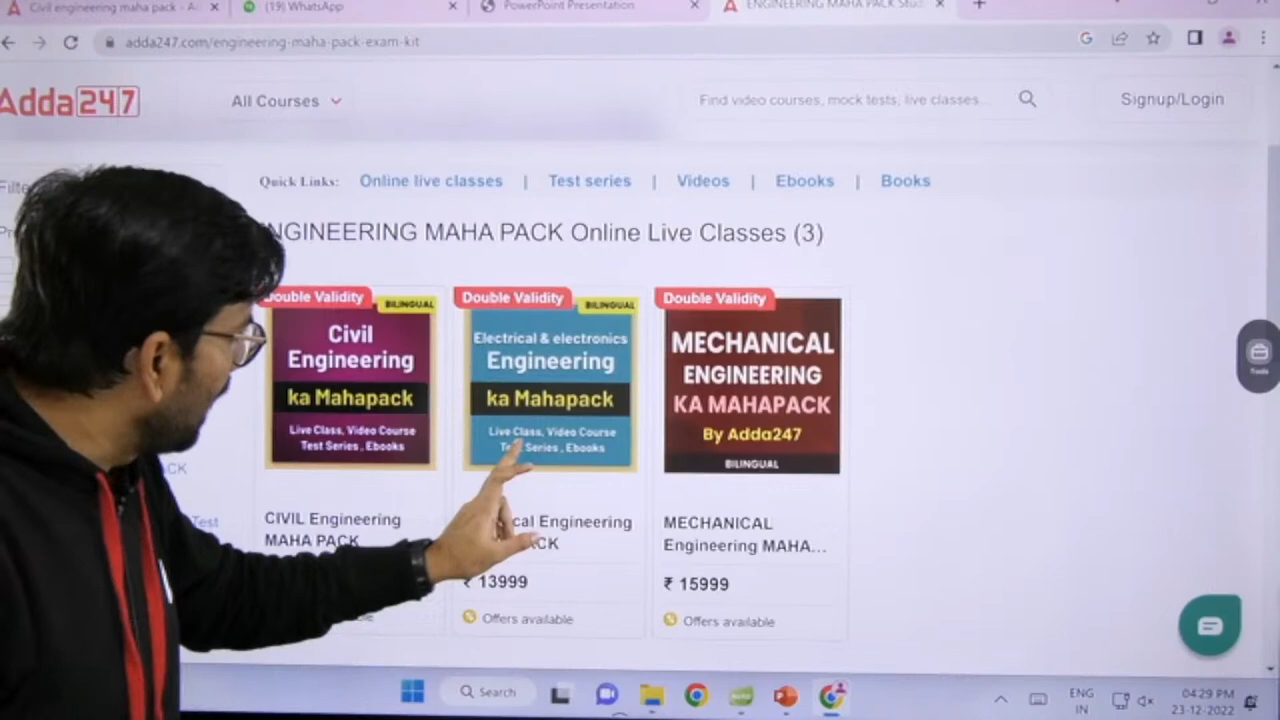 Civil engineering maha pack - A
(19) WhatsApp
PowerPoint Presentation
ENGINEERING MAHA PACK Stu
adda247.com/engineering-maha-pack-exam-kit
Adda247
All Courses
Find video courses, mock tests, live classes...
Signup/Login
Filte
Quick Links: Online live classes | Test series | Videos | Ebooks | Books
NGINEERING MAHA PACK Online Live Classes (3)
Double Validity
BILINGUAL
Civil
Engineering
ka Mahapack
Live Class, Video Course
Test Series , Ebooks
CIVIL Engineering
MAHA PACK
Double Validity
BILINGUAL
Electrical & electronics
Engineering
ka Mahapack
Live Class, Video Course
Series , Ebooks
cal Engineering
CK
₹ 13999
Offers available
Double Validity
MECHANICAL
ENGINEERING
KA MAHAPACK
By Adda247
BILINGUAL
MECHANICAL
Engineering MAHA...
₹ 15999
Offers available
CK
Test
Tools
Search
ENG
IN
04:29 PM
23-12-2022